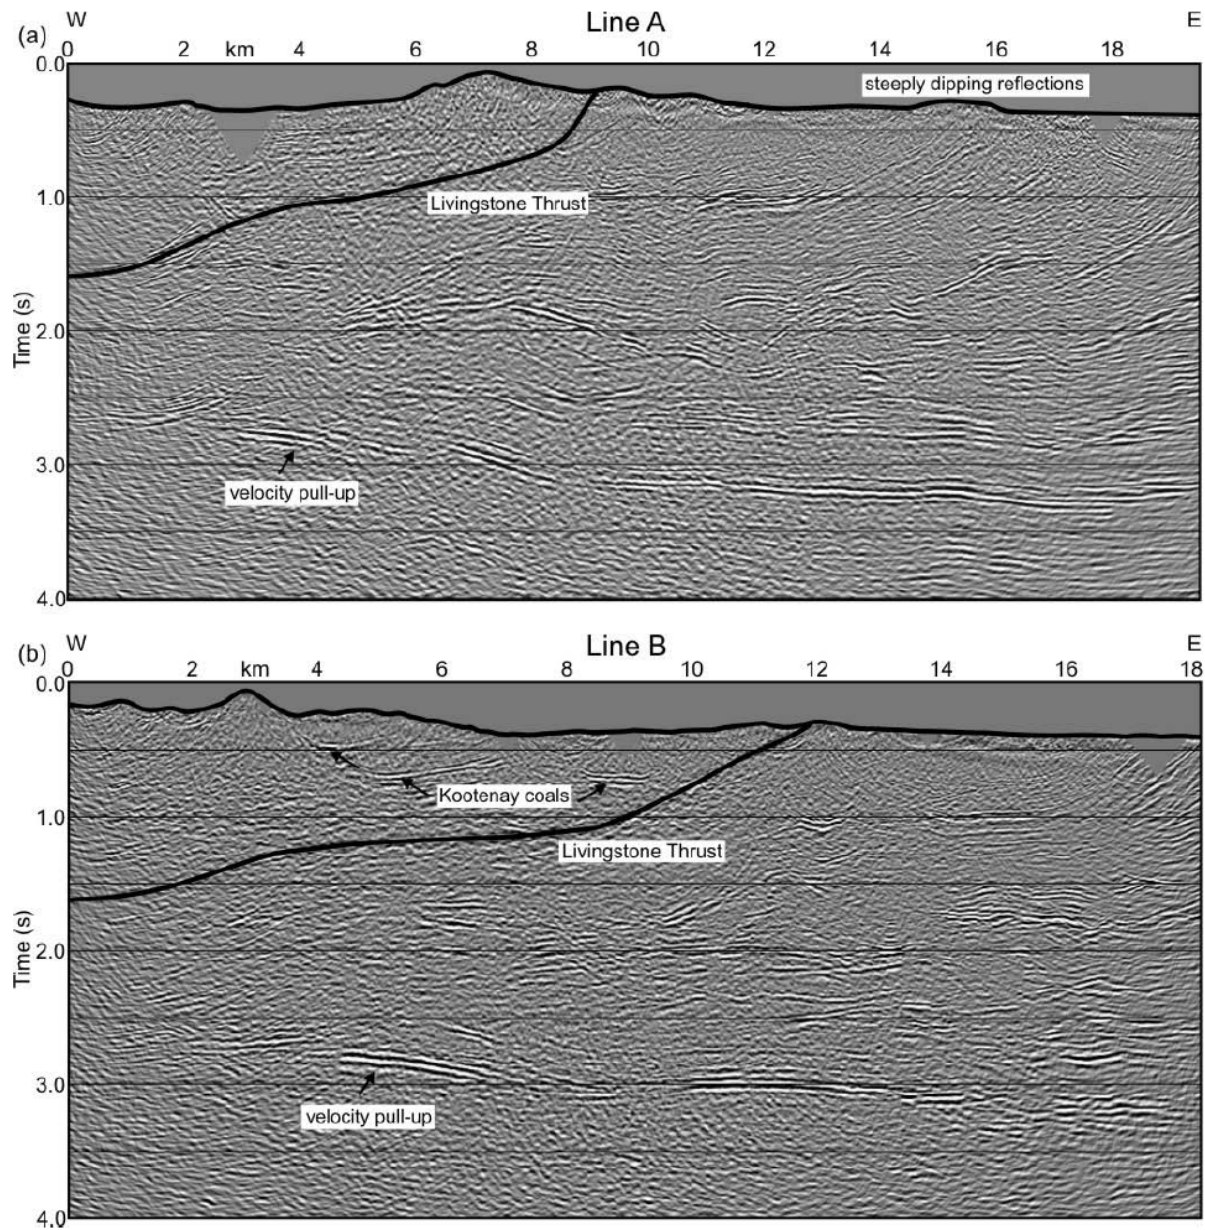 (a)
W
Line A
E
0 2 km 4 6 8 10 12 14 16 18
0.0
steeply dipping reflections
1.0
Livingstone Thrust
Time (s)
2.0
3.0
velocity pull-up
4.0
(b)
W
Line B
E
0 2 km 4 6 8 10 12 14 16 18
0.0
Kootenay coals
1.0
Livingstone Thrust
Time (s)
2.0
3.0
velocity pull-up
4.0